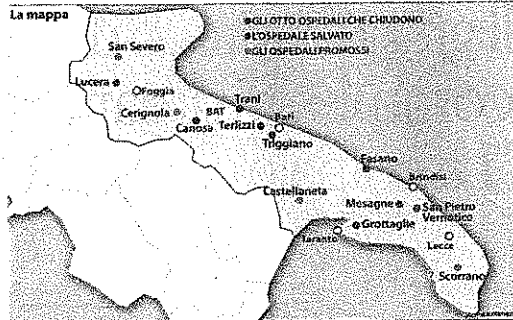 La mappa
GLI OTTO OSPEDALI CHE CHIUDONO
L'OSPEDALE SALVATO
GLI OSPEDALI PROMOSSI
San Severo
Lucera
Foggia
Cerignola
BAT
Canosa
Trani
Terlizzi
Bari
Triggiano
Fasano
Castellaneta
Brindisi
Mesagne
San Pietro
Vernotico
Grottaglie
Taranto
Lecce
Scorrano